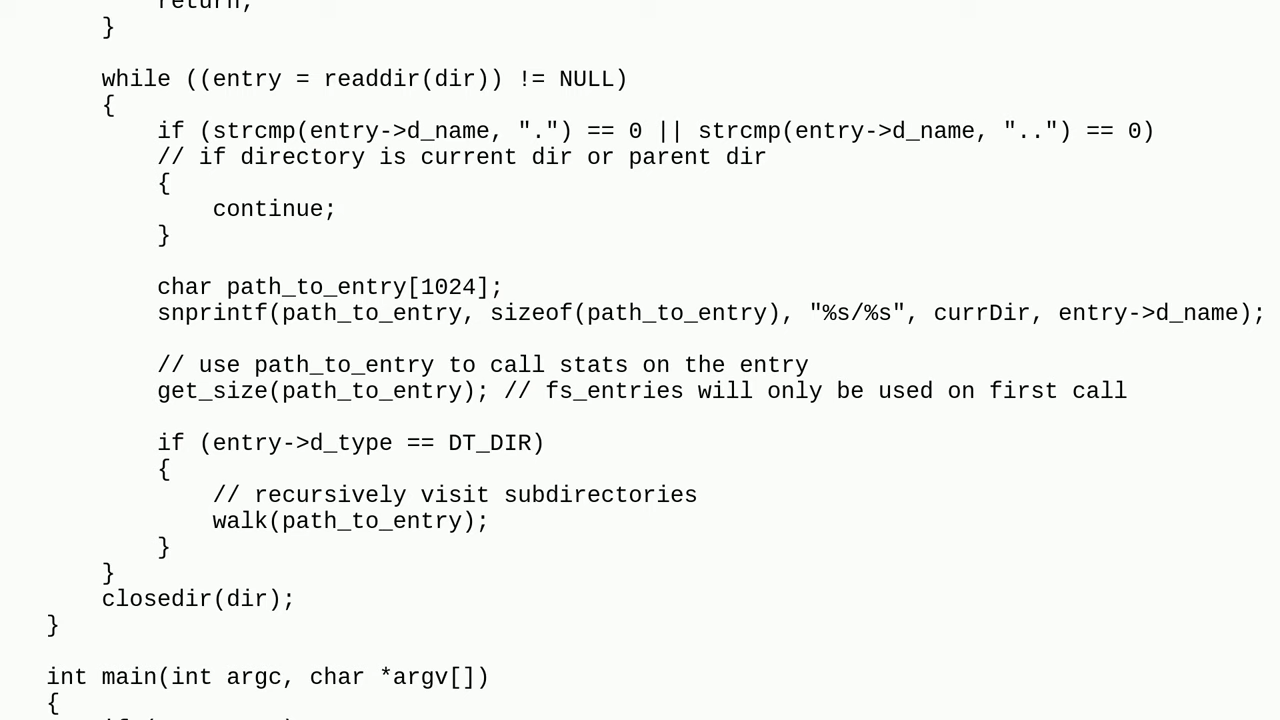 return;
}
while ((entry = readdir(dir)) != NULL)
{
if (strcmp(entry->d_name, ".") == 0 || strcmp(entry->d_name, "..") == 0)
// if directory is current dir or parent dir
{
continue;
}
char path_to_entry[1024];
snprintf(path_to_entry, sizeof(path_to_entry), "%s/%s", currDir, entry->d_name);
// use path_to_entry to call stats on the entry
get_size(path_to_entry); // fs_entries will only be used on first call
if (entry->d_type == DT_DIR)
{
// recursively visit subdirectories
walk(path_to_entry);
}
}
closedir(dir);
}
int main(int argc, char *argv[])
{